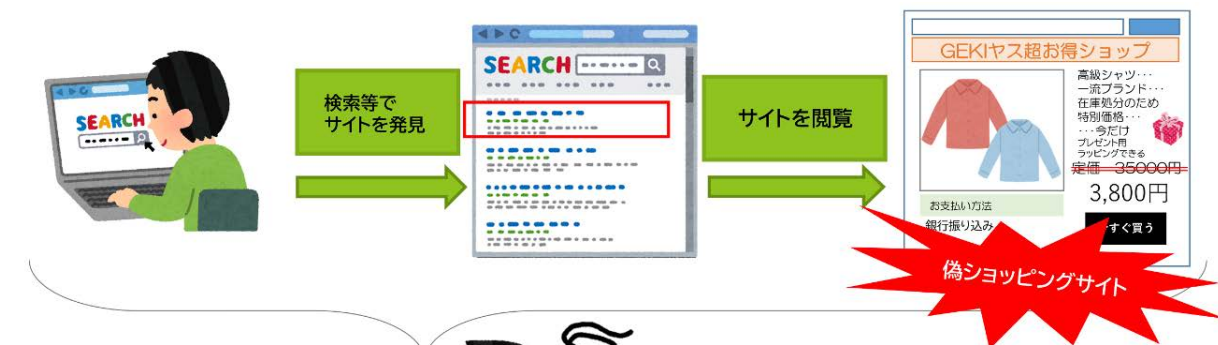 SEARCH
検索等で
サイトを発見
SEARCH
サイトを閲覧
GEKIヤス超お得ショップ
高級シャツ・・・
一流ブランド・・・
在庫処分のため
特別価格・・・
・・・今だけ
プレゼント用
ラッピングできる
定価 35000円
3,800円
お支払い方法
銀行振り込み
すぐ買う
偽ショッピングサイト